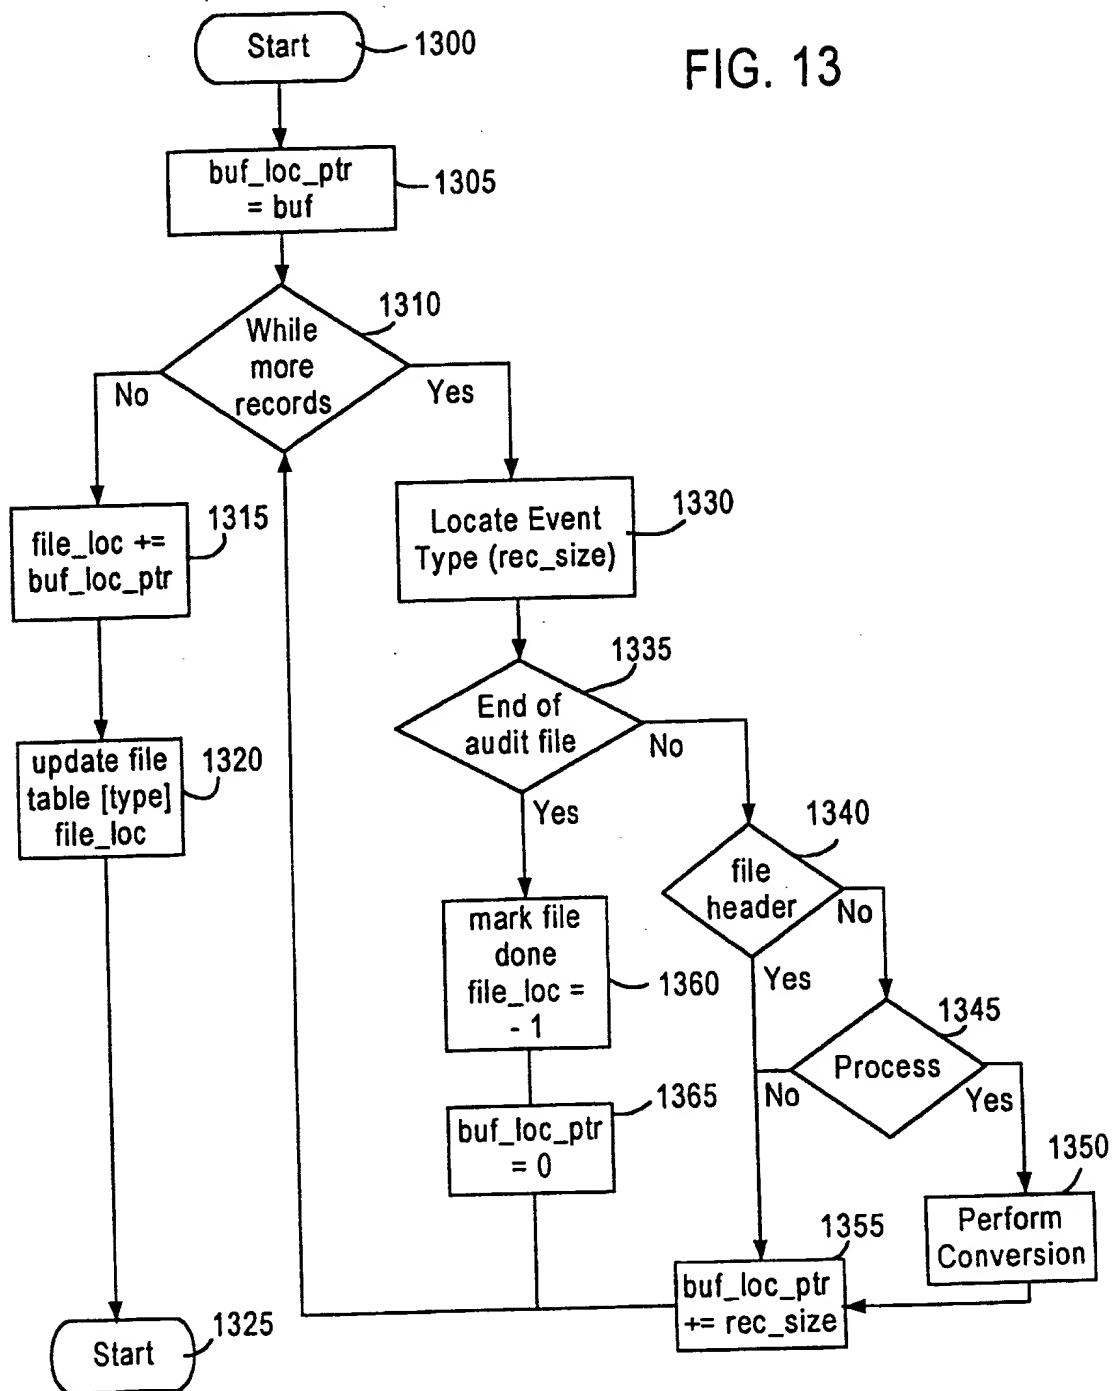 Start
1300
FIG. 13
buf_loc_ptr
= buf
1305
1310
While
more
records
No
Yes
1315
file_loc +=
buf_loc_ptr
1330
Locate Event
Type (rec_size)
1335
End of
audit file
No
Yes
1320
update file
table [type]
file_loc
1340
file
header
No
Yes
mark file
done
file_loc =
- 1
1360
1345
Process
No
Yes
1365
buf_loc_ptr
= 0
1350
Perform
Conversion
1355
buf_loc_ptr
+= rec_size
Start
1325